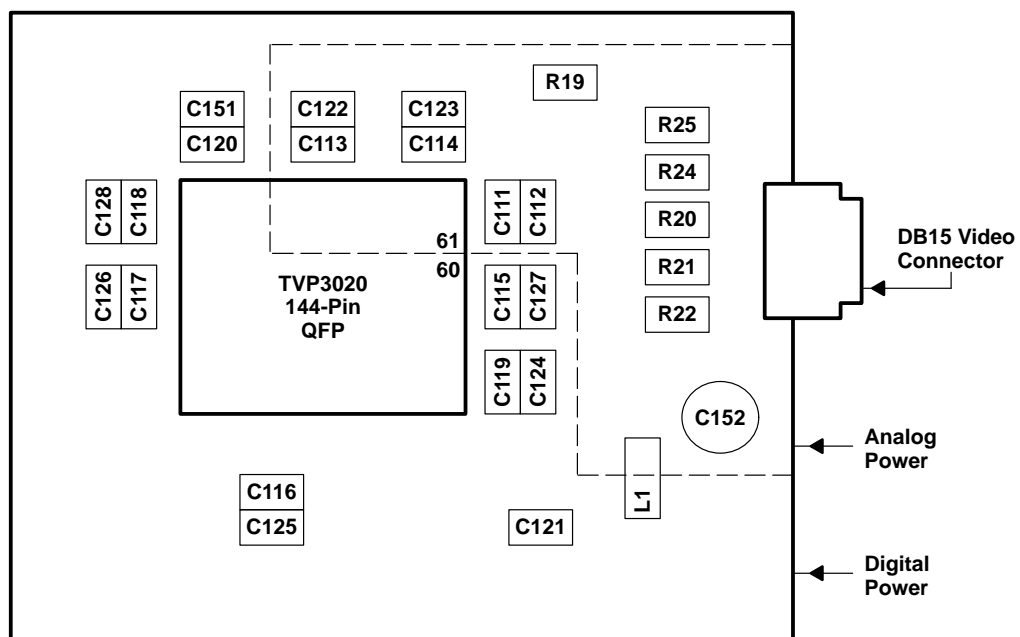 R19
C151
C122
C123
C120
C113
C114
R25
R24
C128
C118
C111
C112
R20
61
60
DB15 Video
Connector
TVP3020
144-Pin
QFP
C126
C117
C115
C127
R21
R22
C119
C124
C152
Analog
Power
L1
C116
C125
C121
Digital
Power